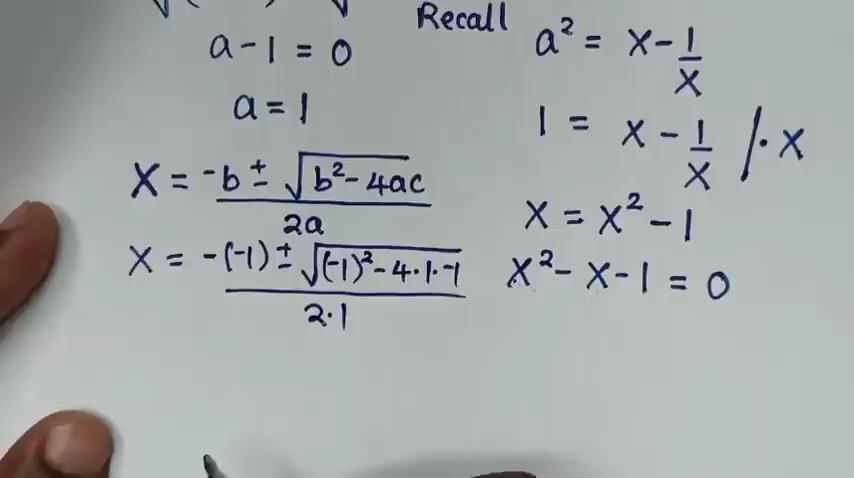 Recall
a - 1 = 0
a = 1
a² = x - 1/x
1 = x - 1/x /· x
x = x² - 1
x² - x - 1 = 0
x = -b ± √(b² - 4ac) / 2a
x = -(-1) ± √((-1)² - 4·1·-1) / 2·1